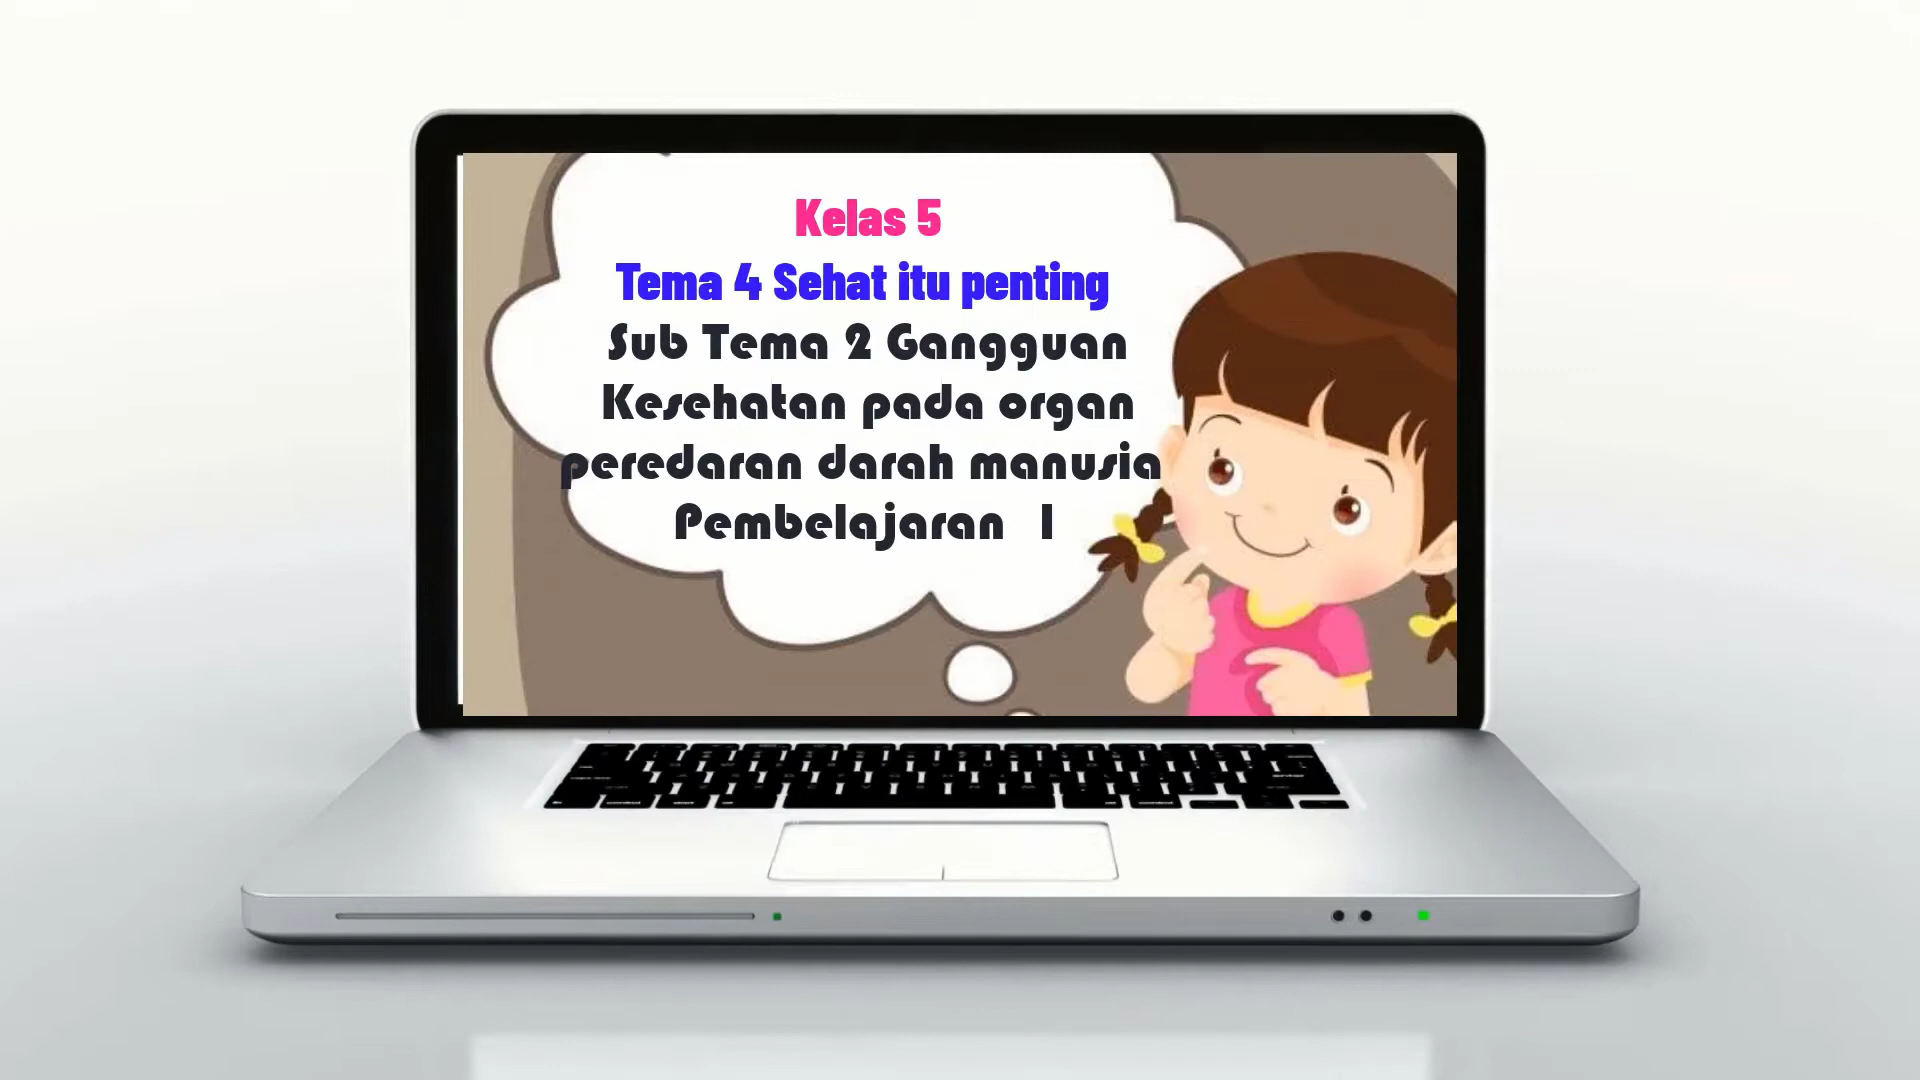 Kelas 5
Tema 4 Sehat itu penting
Sub Tema 2 Gangguan
Kesehatan pada organ
peredaran darah manusia
Pembelajaran 1